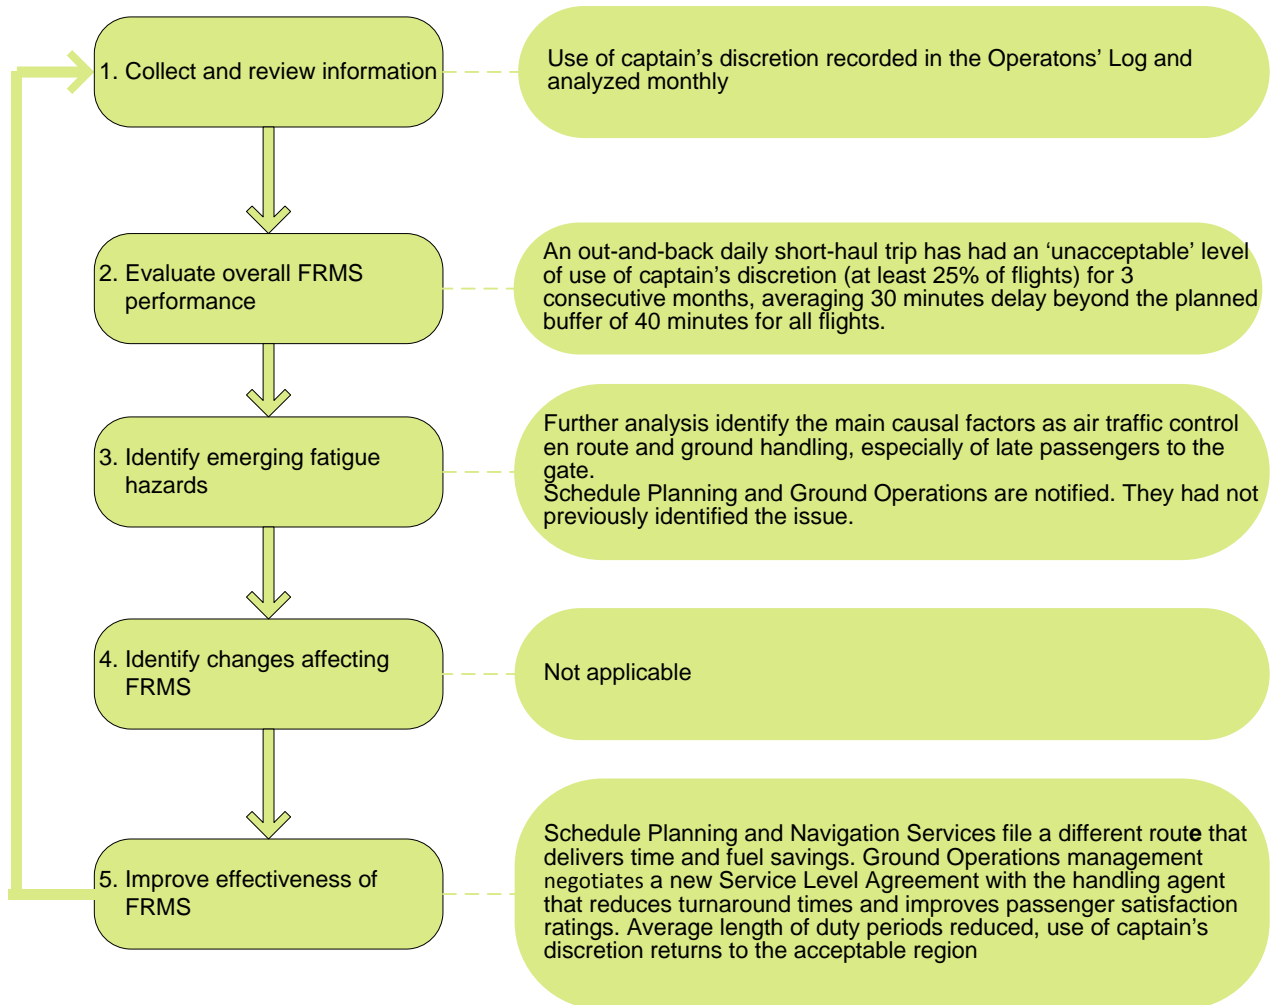 1. Collect and review information
Use of captain’s discretion recorded in the Operatons’ Log and
analyzed monthly
2. Evaluate overall FRMS
performance
An out-and-back daily short-haul trip has had an ‘unacceptable’ level
of use of captain’s discretion (at least 25% of flights) for 3
consecutive months, averaging 30 minutes delay beyond the planned
buffer of 40 minutes for all flights.
3. Identify emerging fatigue
hazards
Further analysis identify the main causal factors as air traffic control
en route and ground handling, especially of late passengers to the
gate.
Schedule Planning and Ground Operations are notified. They had not
previously identified the issue.
4. Identify changes affecting
FRMS
Not applicable
5. Improve effectiveness of
FRMS
Schedule Planning and Navigation Services file a different route that
delivers time and fuel savings. Ground Operations management
negotiates a new Service Level Agreement with the handling agent
that reduces turnaround times and improves passenger satisfaction
ratings. Average length of duty periods reduced, use of captain’s
discretion returns to the acceptable region